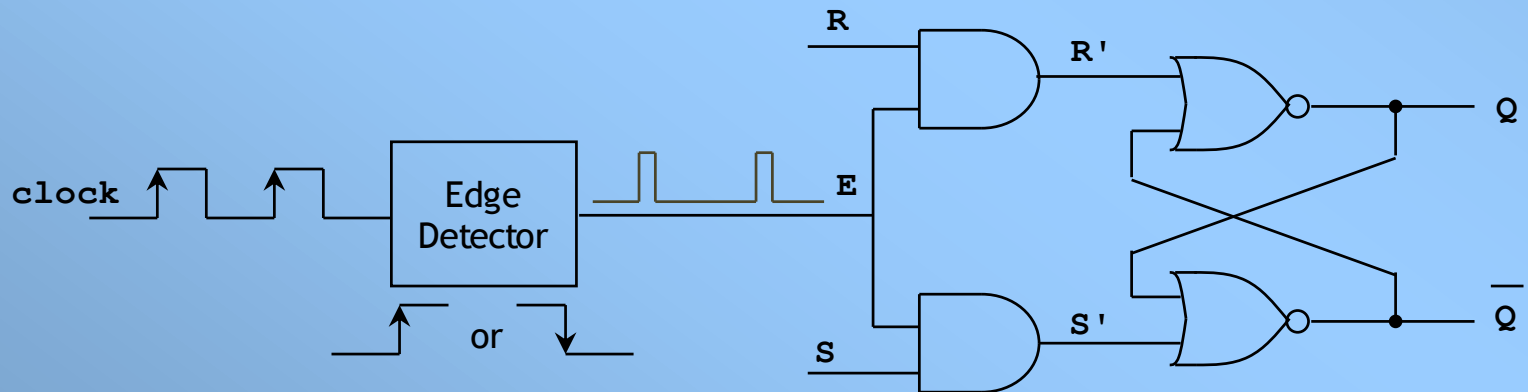 R
R'
Q
clock
Edge
Detector
E
or
S
S'
Q